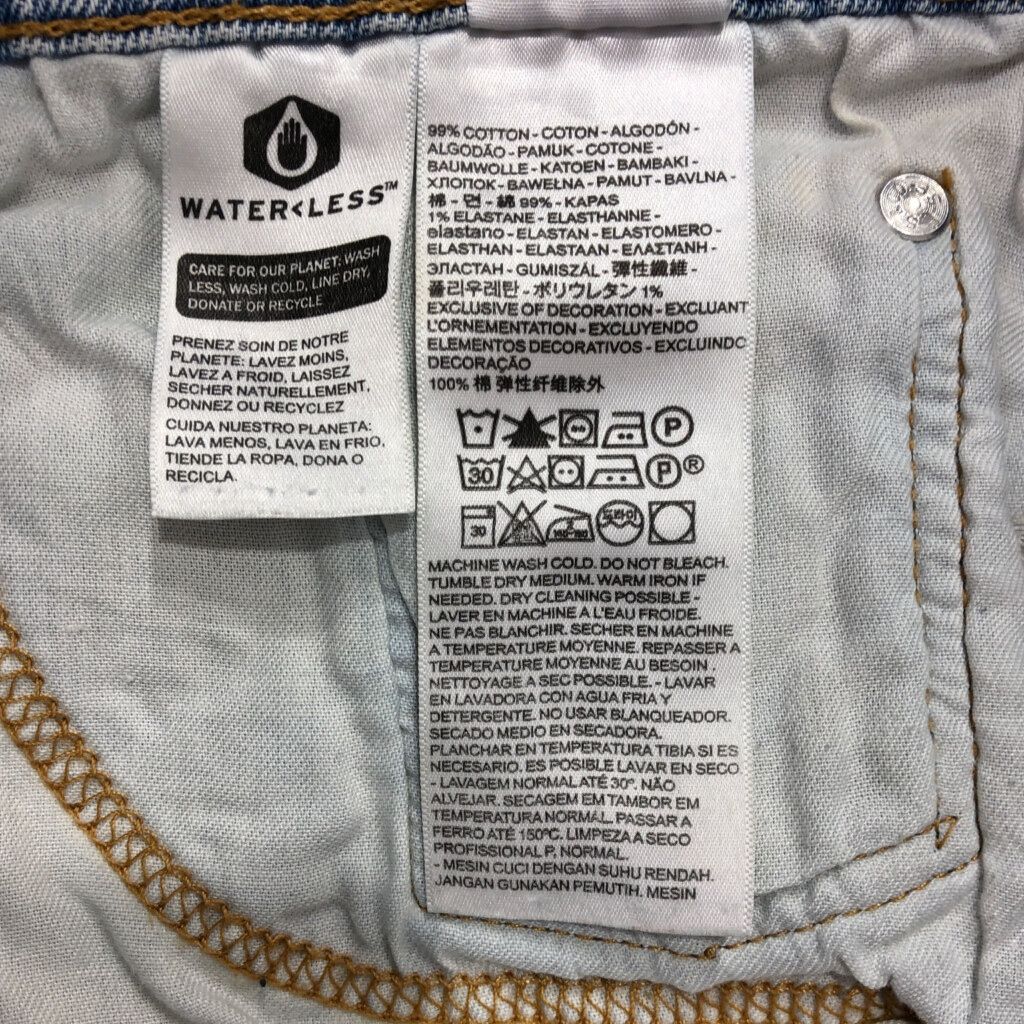 WATER<LESS™
CARE FOR OUR PLANET: WASH
LESS, WASH COLD, LINE DRY,
DONATE OR RECYCLE
PRENEZ SOIN DE NOTRE
PLANETE: LAVEZ MOINS,
LAVEZ A FROID, LAISSEZ
SECHER NATURELLEMENT,
DONNEZ OU RECYCLEZ
CUIDA NUESTRO PLANETA:
LAVA MENOS, LAVA EN FRIO,
TIENDE LA ROPA, DONA O
RECICLA.
99% COTTON - COTON - ALGODÓN -
ALGODÃO - PAMUK - COTONE -
BAUMWOLLE - KATOEN - BAMBAKI -
ХЛОПОК - BAWEŁNA - PAMUT - BAVLNA -
棉 - 면 - 綿 99% - KAPAS
1% ELASTANE - ELASTHANNE -
elastano - ELASTAN - ELASTOMERO -
ELASTHAN - ELASTAAN - ΕΛΑΣΤΑΝΗ -
ЭЛАСТАН - GUMISZÁL - 彈性纖維 -
폴리우레탄 - ポリウレタン 1%
EXCLUSIVE OF DECORATION - EXCLUANT
L'ORNEMENTATION - EXCLUYENDO
ELEMENTOS DECORATIVOS - EXCLUINDO
DECORAÇÃO
100% 棉 弹性纤维除外
P
30 P®
30 140-160 드라이
MACHINE WASH COLD. DO NOT BLEACH.
TUMBLE DRY MEDIUM. WARM IRON IF
NEEDED. DRY CLEANING POSSIBLE -
LAVER EN MACHINE A L'EAU FROIDE.
NE PAS BLANCHIR. SECHER EN MACHINE
A TEMPERATURE MOYENNE. REPASSER A
TEMPERATURE MOYENNE AU BESOIN
NETTOYAGE A SEC POSSIBLE. - LAVAR
EN LAVADORA CON AGUA FRIA Y
DETERGENTE. NO USAR BLANQUEADOR.
SECADO MEDIO EN SECADORA.
PLANCHAR EN TEMPERATURA TIBIA SI ES
NECESARIO. ES POSIBLE LAVAR EN SECO
- LAVAGEM NORMAL ATÉ 30º. NÃO
ALVEJAR. SECAGEM EM TAMBOR EM
TEMPERATURA NORMAL. PASSAR A
FERRO ATÉ 150ºC. LIMPEZA A SECO
PROFISSIONAL P. NORMAL.
- MESIN CUCI DENGAN SUHU RENDAH.
JANGAN GUNAKAN PEMUTIH. MESIN